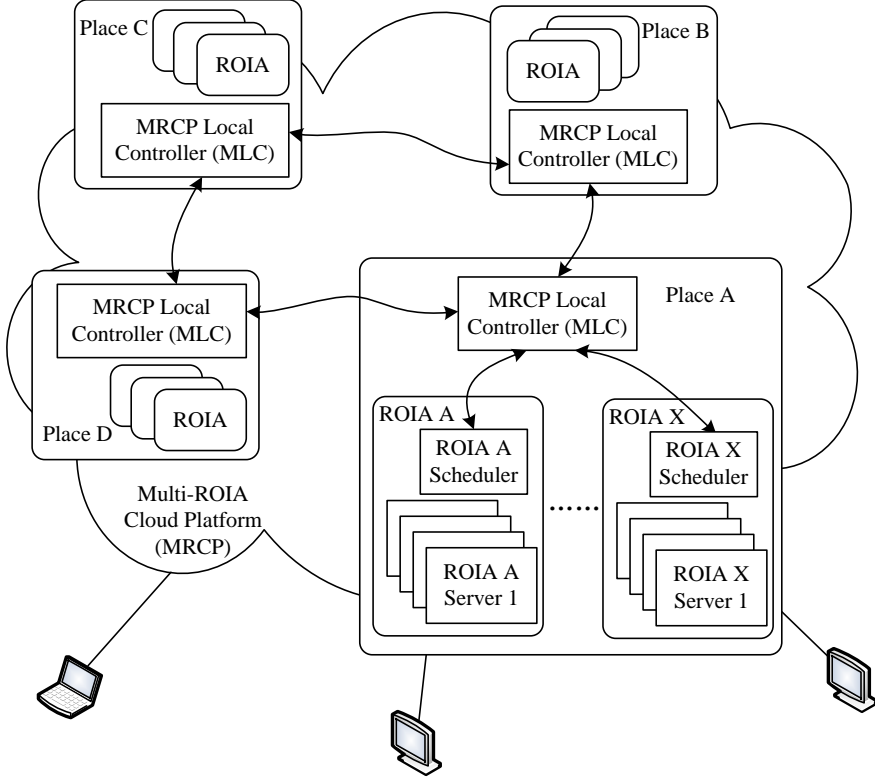 Place C
ROIA
MRCP Local
Controller (MLC)
Place B
ROIA
MRCP Local
Controller (MLC)
MRCP Local
Controller (MLC)
ROIA
Place D
MRCP Local
Controller (MLC)
Place A
ROIA A
ROIA A
Scheduler
ROIA A
Server 1
......
ROIA X
ROIA X
Scheduler
ROIA X
Server 1
Multi-ROIA
Cloud Platform
(MRCP)